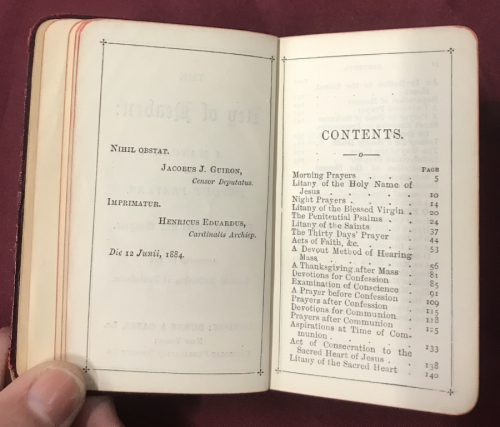 NIHIL OBSTAT.
JACOBUS J. GUIRON,
Censor Deputatus.
IMPRIMATUR.
HENRICUS EDUARDUS,
Cardinalis Archiep.
Die 12 Junii, 1884.
CONTENTS.
PAGE
Morning Prayers . . . . 5
Litany of the Holy Name of
Jesus . . . . 10
Night Prayers . . . . 14
Litany of the Blessed Virgin . 20
The Penitential Psalms . . 24
Litany of the Saints . . 37
The Thirty Days' Prayer . 44
Acts of Faith, &c. . . . 53
A Devout Method of Hearing
Mass . . . . 56
A Thanksgiving after Mass . 81
Devotions for Confession . 85
Examination of Conscience . 91
A Prayer before Confession . 109
Prayers after Confession . 115
Devotions for Communion . 118
Prayers after Communion . 125
Aspirations at Time of Com-
munion . . . . 133
Act of Consecration to the
Sacred Heart of Jesus . . 138
Litany of the Sacred Heart . 140